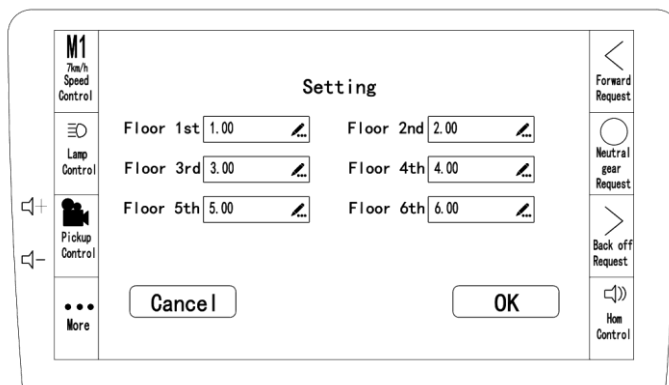 M1
7km/h
Speed
Control
Lamp
Control
Pickup
Control
More
Setting
Floor 1st 1.00
Floor 2nd 2.00
Floor 3rd 3.00
Floor 4th 4.00
Floor 5th 5.00
Floor 6th 6.00
Cancel
OK
Forward
Request
Neutral
gear
Request
Back off
Request
Hom
Control